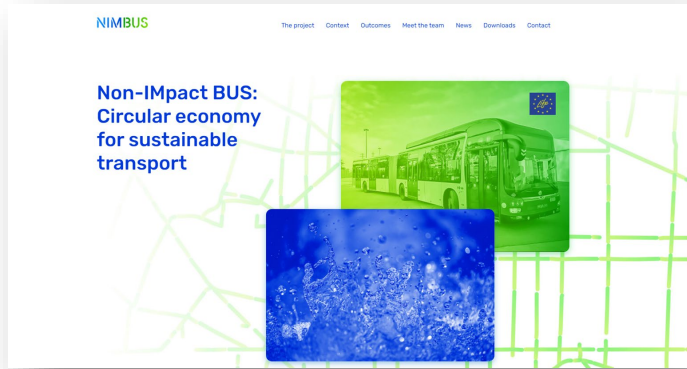 NIMBUS
The project Context Outcomes Meet the team News Downloads Contact
Non-IMpact BUS:
Circular economy
for sustainable
transport
Life